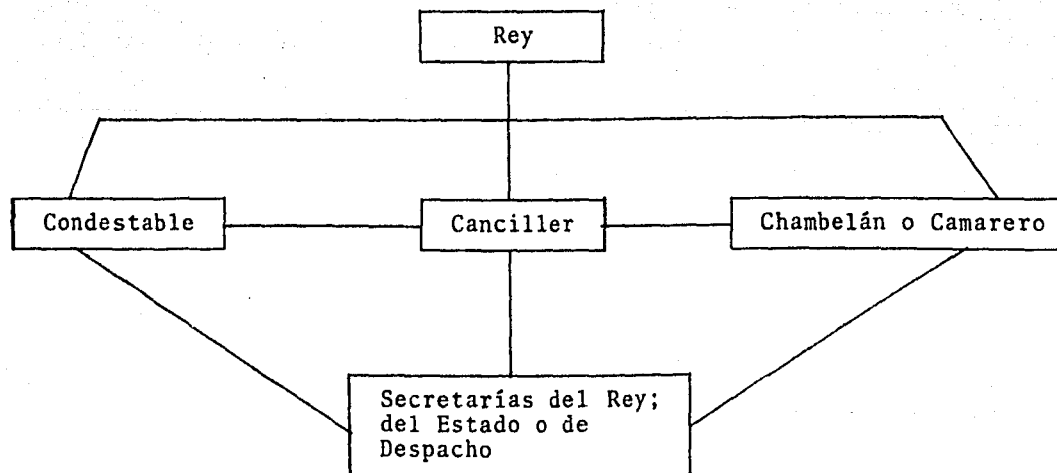 Rey
Condestable
Canciller
Chambelán o Camarero
Secretarías del Rey;
del Estado o de
Despacho